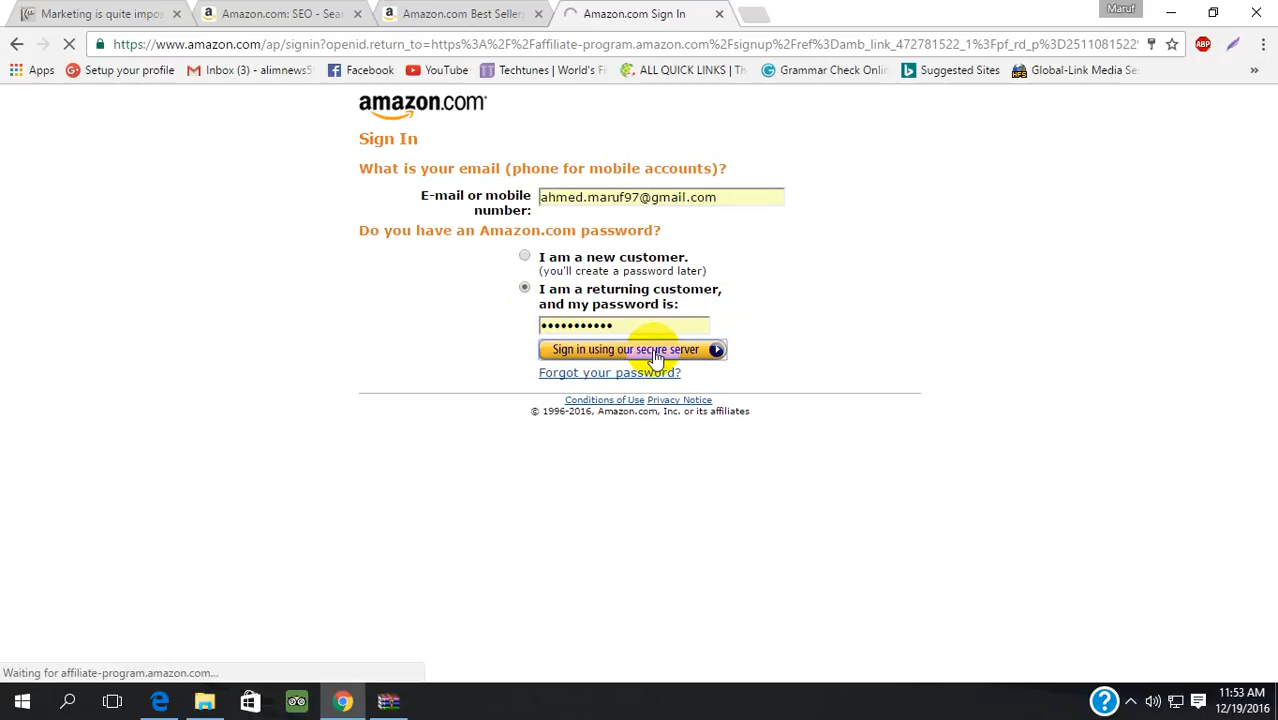 Marketing is quite impos
Amazon.com: SEO - Sear
Amazon.com Best Sellers
Amazon.com Sign In
Maruf
https://www.amazon.com/ap/signin?openid.return_to=https%3A%2F%2Faffiliate-program.amazon.com%2Fsignup%2Fref%3Damb_link_472781522_1%3Fpf_rd_p%3D2511081522%
ABP
Apps
Setup your profile
Inbox (3) - alimnews5
Facebook
YouTube
Techtunes | World's Fi
ALL QUICK LINKS | Th
Grammar Check Onli
Suggested Sites
Global-Link Media Se
amazon.com
Sign In
What is your email (phone for mobile accounts)?
E-mail or mobile
number:
ahmed.maruf97@gmail.com
Do you have an Amazon.com password?
I am a new customer.
(you'll create a password later)
I am a returning customer,
and my password is:
•••••••••••
Sign in using our secure server
Forgot your password?
Conditions of Use Privacy Notice
© 1996-2016, Amazon.com, Inc. or its affiliates
Waiting for affiliate-program.amazon.com...
11:53 AM
12/19/2016